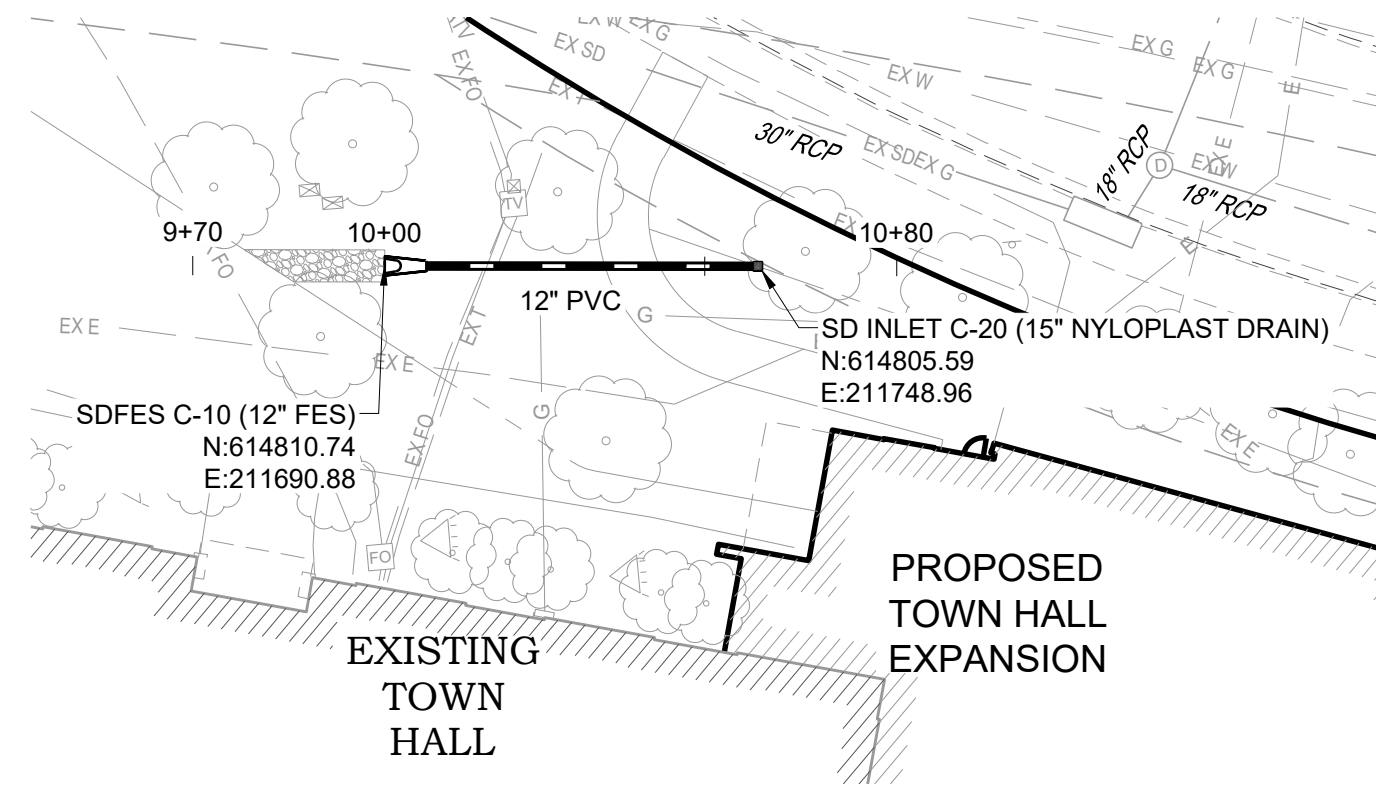 EX W
EX G
TV
EX FO
EX SD
EX T
EX G
EX G
EX W
E
30" RCP
EX SD
EX G
18" RCP
D
EX E
EX W
18" RCP
TV
9+70
10+00
10+80
EX
E
FO
12" PVC
G
EX E
EX T
EX E
SD INLET C-20 (15" NYLOPLAST DRAIN)
N:614805.59
E:211748.96
SDFES C-10 (12" FES)
N:614810.74
E:211690.88
G
EX FO
EX E
FO
PROPOSED
TOWN HALL
EXPANSION
EXISTING
TOWN
HALL